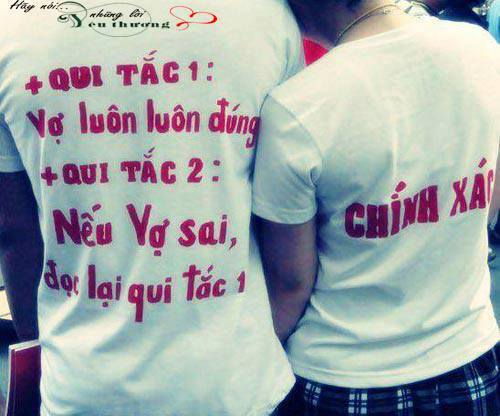 Hãy nói...
những lời
Yêu thương
+ QUI TẮC 1:
Vợ luôn luôn đúng
+ QUI TẮC 2:
Nếu Vợ sai,
đọc lại qui tắc 1
CHÍNH XÁC